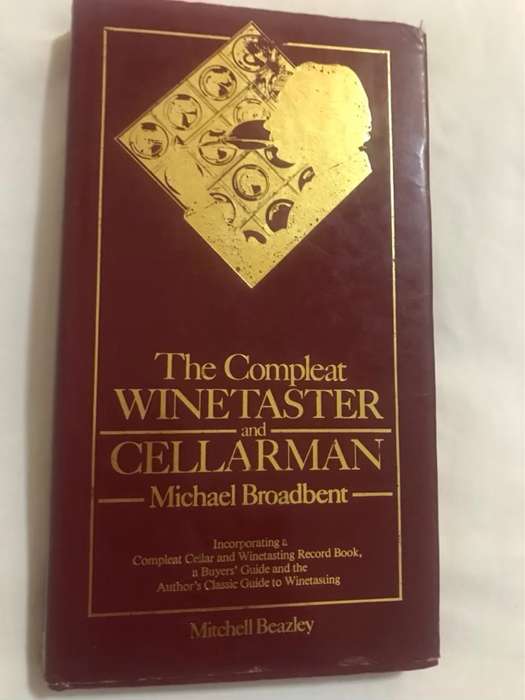 The Compleat
WINETASTER
and
CELLARMAN
Michael Broadbent
Incorporating a
Compleat Cellar and Winetasting Record Book,
a Buyers' Guide and the
Author's Classic Guide to Winetasting
Mitchell Beazley